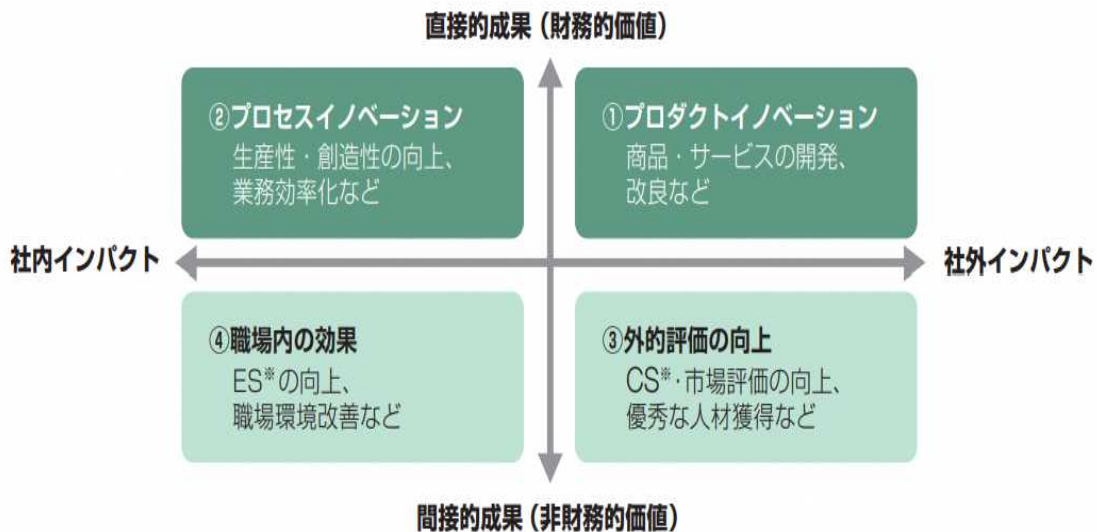 直接的成果（財務的価値）
②プロセスイノベーション
生産性・創造性の向上、
業務効率化など
①プロダクトイノベーション
商品・サービスの開発、
改良など
社内インパクト
社外インパクト
④職場内の効果
ES※の向上、
職場環境改善など
③外的評価の向上
CS※・市場評価の向上、
優秀な人材獲得など
間接的成果（非財務的価値）